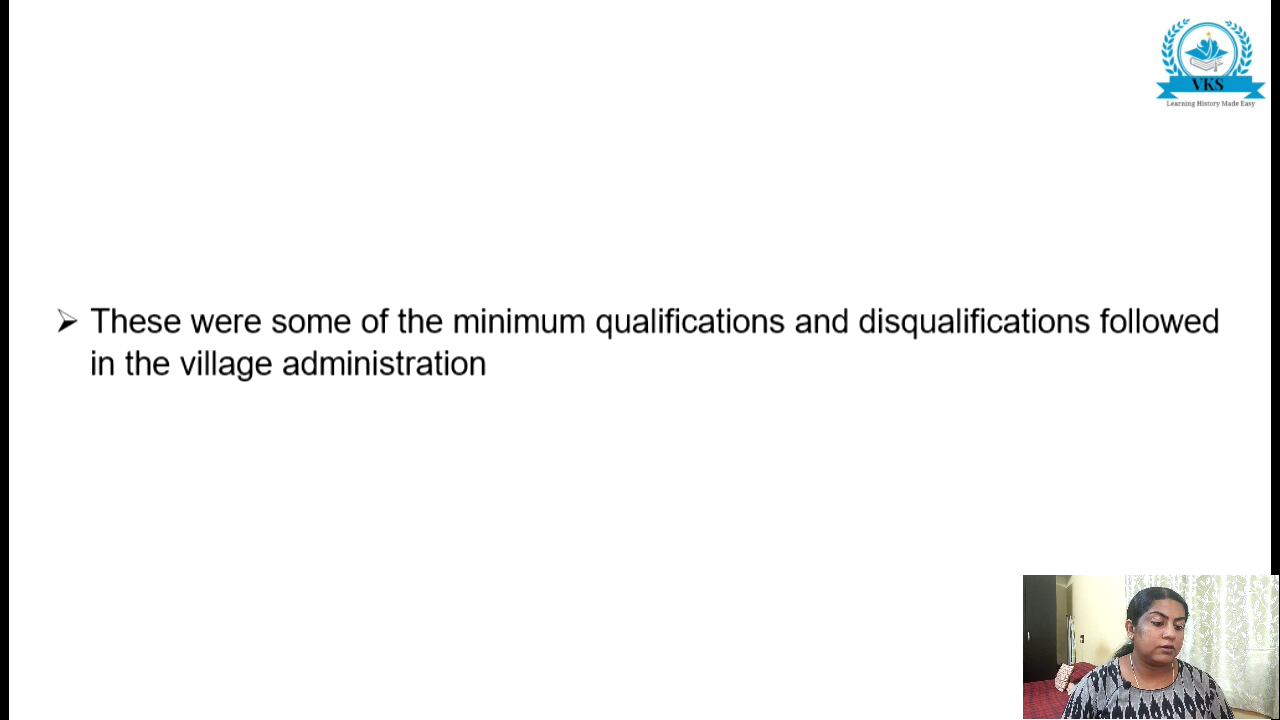 VKS
Learning History Made Easy
➢ These were some of the minimum qualifications and disqualifications followed
in the village administration